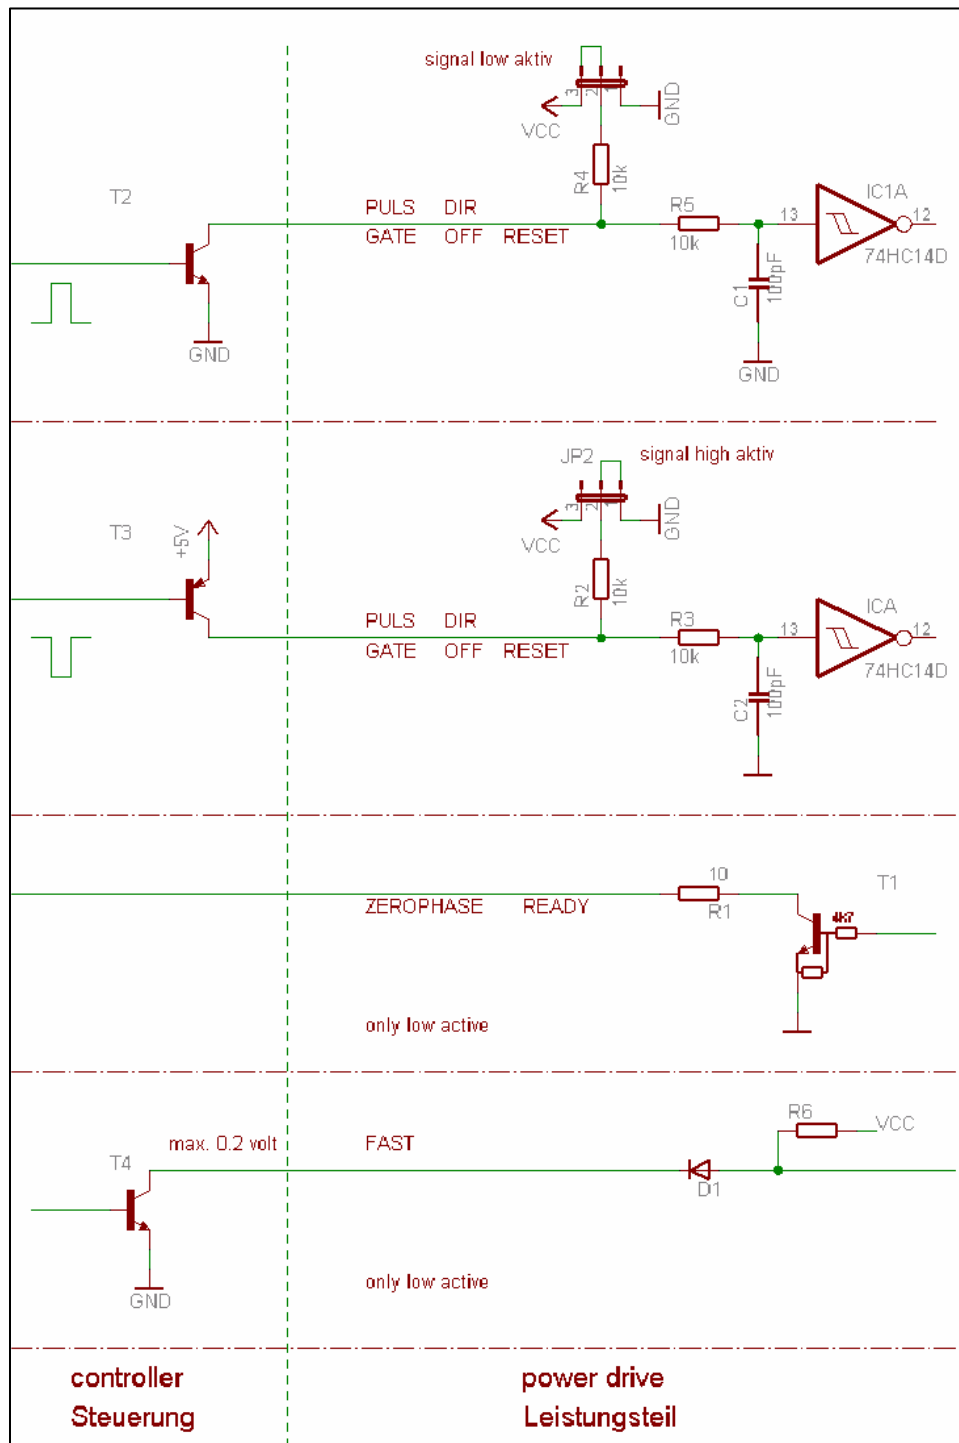 signal low aktiv
3 2 1
VCC
GND
R4
10k
T2
PULS DIR
GATE OFF RESET
R5
10k
13
IC1A
12
74HC14D
C1
100pF
GND
GND
JP2
signal high aktiv
3 2 1
VCC
GND
T3
+5V
R2
10k
PULS DIR
GATE OFF RESET
R3
10k
13
ICA
12
74HC14D
C2
100pF
10
R1
T1
4K7
ZEROPHASE READY
only low active
R6
VCC
max. 0.2 volt
FAST
T4
D1
GND
only low active
controller
Steuerung
power drive
Leistungsteil